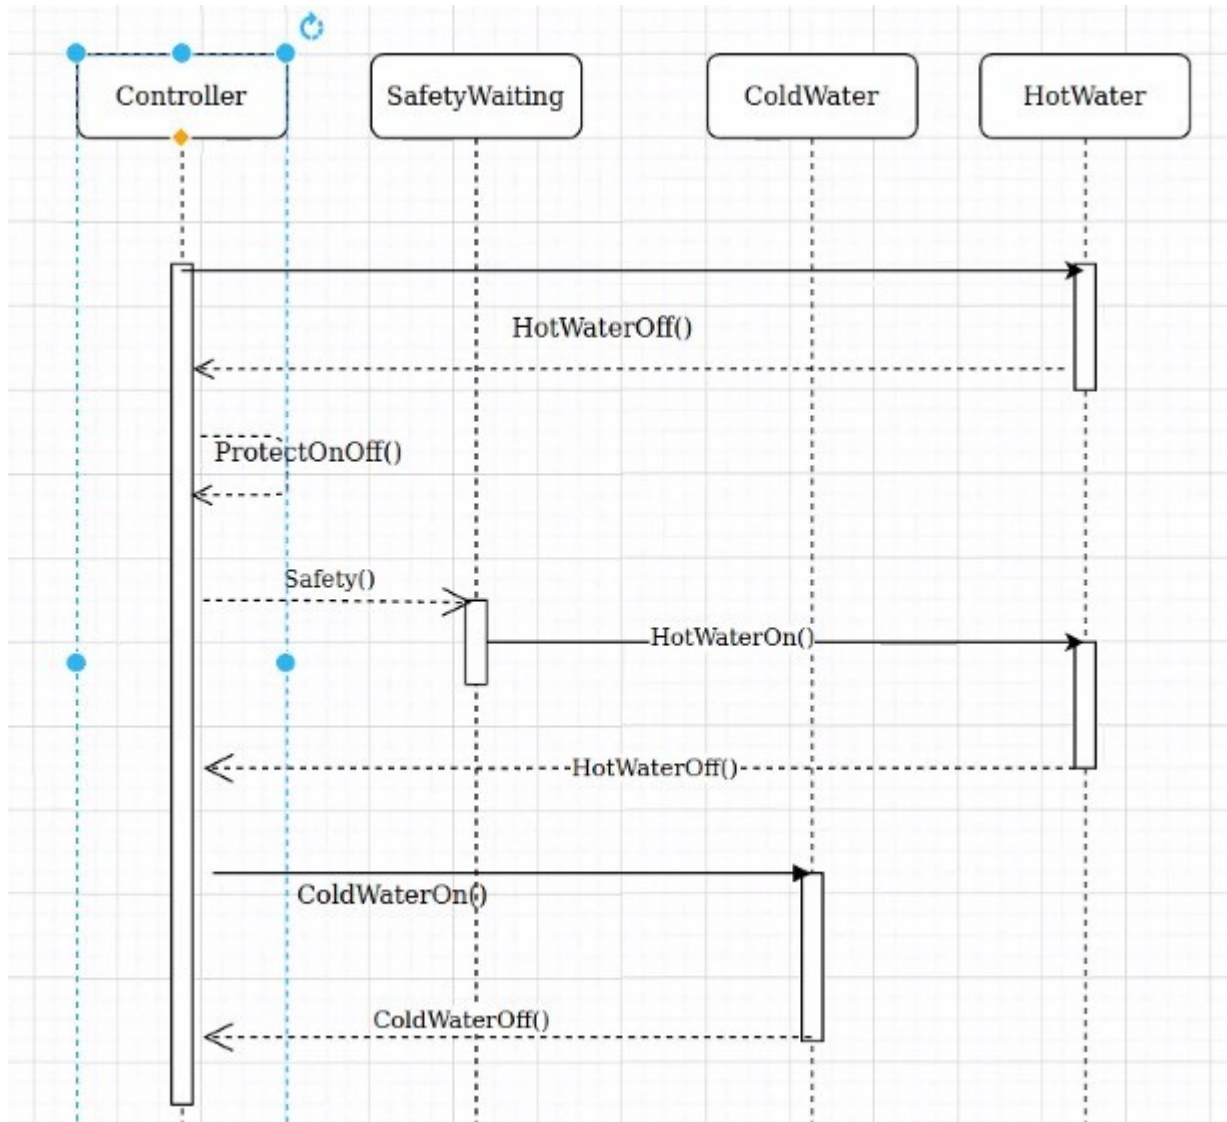 Controller
SafetyWaiting
ColdWater
HotWater
HotWaterOff()
ProtectOnOff()
Safety()
HotWaterOn()
HotWaterOff()
ColdWaterOn()
ColdWaterOff()